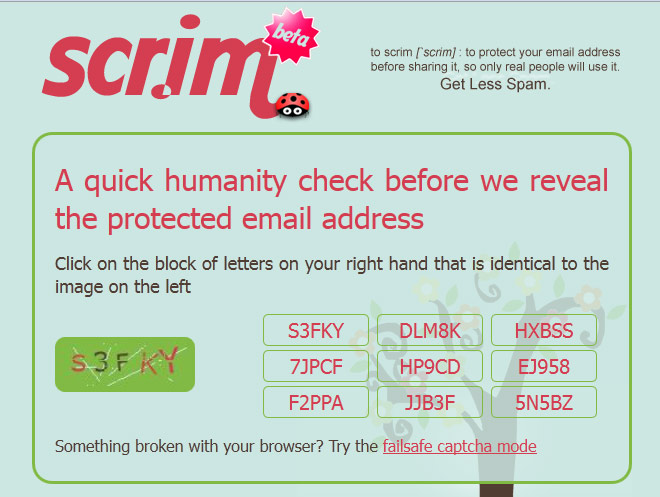 scr.im
beta
to scrim [ˈscrim] : to protect your email address
before sharing it, so only real people will use it.
Get Less Spam.
A quick humanity check before we reveal
the protected email address
Click on the block of letters on your right hand that is identical to the
image on the left
S3FKY
S3FKY DLM8K HXBSS
7JPCF HP9CD EJ958
F2PPA JJB3F 5N5BZ
Something broken with your browser? Try the failsafe captcha mode